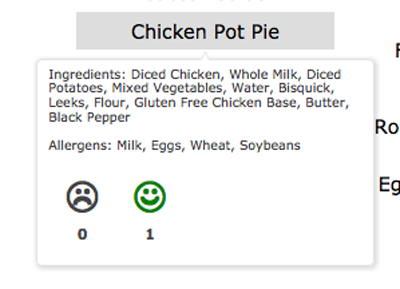 Chicken Pot Pie
Ingredients: Diced Chicken, Whole Milk, Diced
Potatoes, Mixed Vegetables, Water, Bisquick,
Leeks, Flour, Gluten Free Chicken Base, Butter,
Black Pepper
Allergens: Milk, Eggs, Wheat, Soybeans
0 1
Ro
Eg